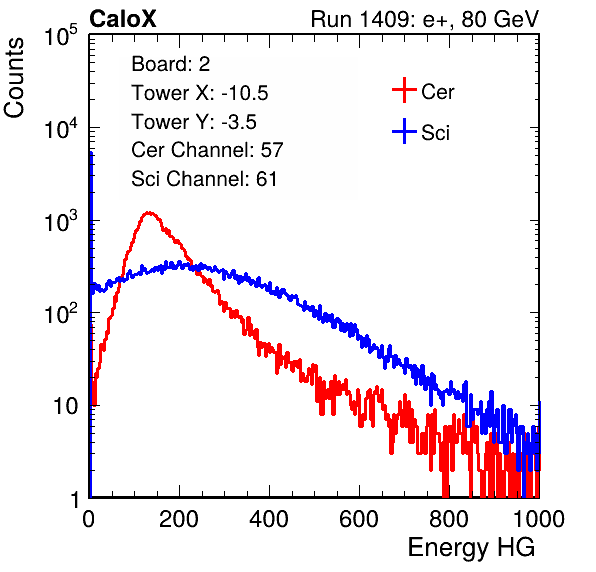 CaloX Run 1409: e+, 80 GeV
Counts
Board: 2
Tower X: -10.5
Tower Y: -3.5
Cer Channel: 57
Sci Channel: 61
Cer
Sci
10^5
10^4
10^3
10^2
10
1
0 200 400 600 800 1000
Energy HG